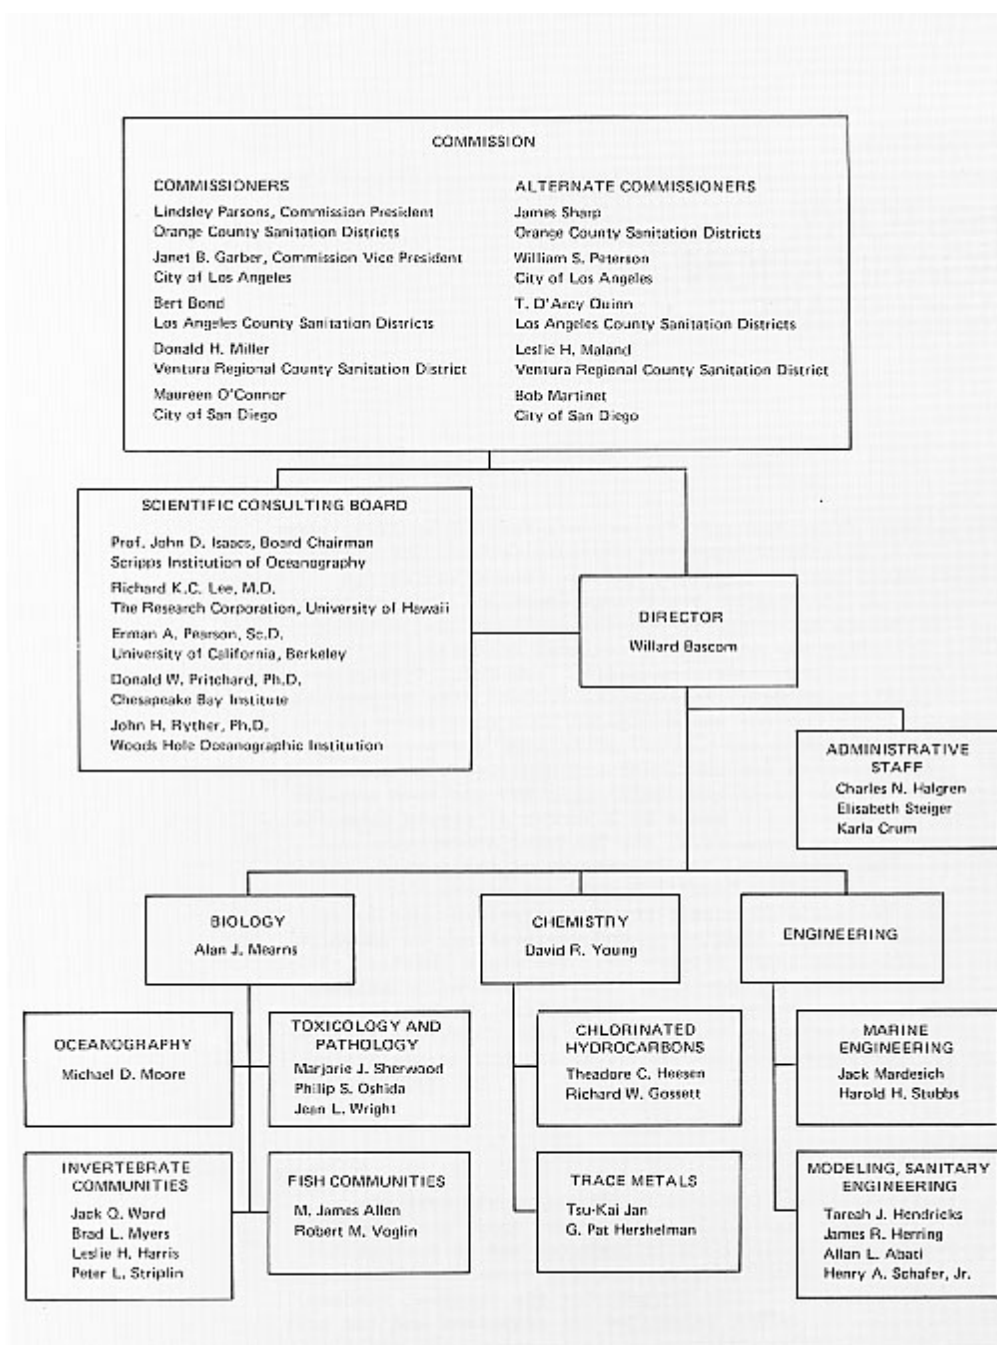 COMMISSION
COMMISSIONERS
Lindsley Parsons, Commission President
Orange County Sanitation Districts
Janet B. Garber, Commission Vice President
City of Los Angeles
Bert Bond
Los Angeles County Sanitation Districts
Donald H. Miller
Ventura Regional County Sanitation District
Maureen O'Connor
City of San Diego
ALTERNATE COMMISSIONERS
James Sharp
Orange County Sanitation Districts
William S. Peterson
City of Los Angeles
T. D'Arcy Quinn
Los Angeles County Sanitation Districts
Leslie H. Maland
Ventura Regional County Sanitation District
Bob Martinet
City of San Diego
SCIENTIFIC CONSULTING BOARD
Prof. John D. Isaacs, Board Chairman
Scripps Institution of Oceanography
Richard K.C. Lee, M.D.
The Research Corporation, University of Hawaii
Erman A. Pearson, Sc.D.
University of California, Berkeley
Donald W. Pritchard, Ph.D.
Chesapeake Bay Institute
John H. Ryther, Ph.D.
Woods Hole Oceanographic Institution
DIRECTOR
Willard Bascom
ADMINISTRATIVE
STAFF
Charles N. Halgren
Elisabeth Steiger
Karla Crum
BIOLOGY
Alan J. Mearns
CHEMISTRY
David R. Young
ENGINEERING
OCEANOGRAPHY
Michael D. Moore
TOXICOLOGY AND
PATHOLOGY
Marjorie J. Sherwood
Philip S. Oshida
Jean L. Wright
CHLORINATED
HYDROCARBONS
Theadore C. Heesen
Richard W. Gossett
MARINE
ENGINEERING
Jack Mardesich
Harold H. Stubbs
INVERTEBRATE
COMMUNITIES
Jack Q. Word
Brad L. Myers
Leslie H. Harris
Peter L. Striplin
FISH COMMUNITIES
M. James Allen
Robert M. Voglin
TRACE METALS
Tsu-Kai Jan
G. Pat Hershelman
MODELING, SANITARY
ENGINEERING
Tareah J. Hendricks
James R. Herring
Allan L. Abati
Henry A. Schafer, Jr.